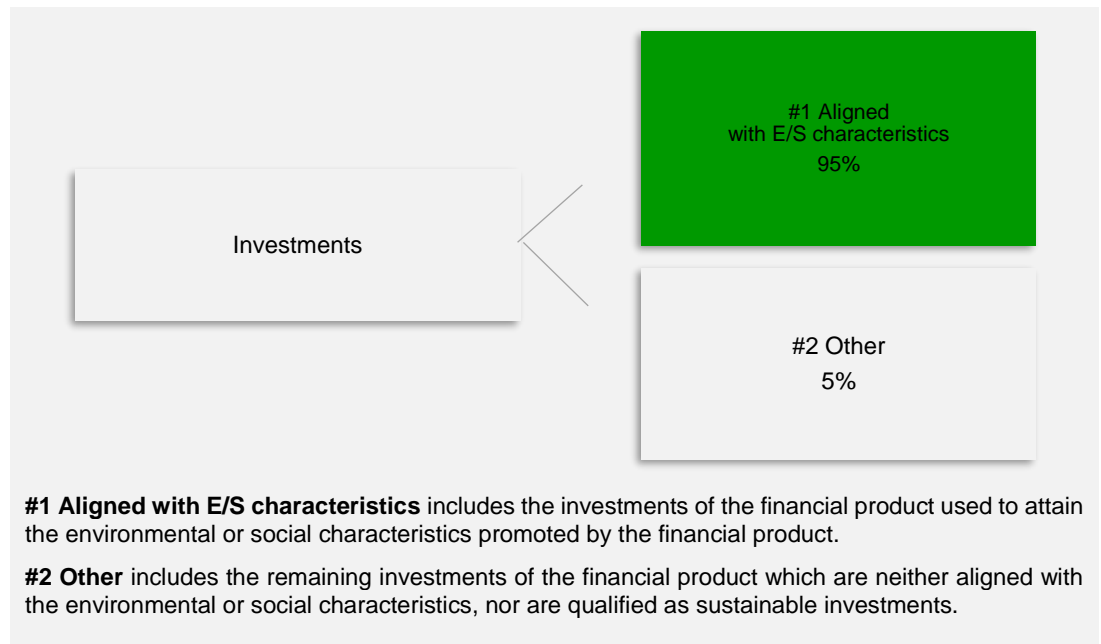 #1 Aligned
with E/S characteristics
95%
Investments
#2 Other
5%
#1 Aligned with E/S characteristics includes the investments of the financial product used to attain
the environmental or social characteristics promoted by the financial product.
#2 Other includes the remaining investments of the financial product which are neither aligned with
the environmental or social characteristics, nor are qualified as sustainable investments.